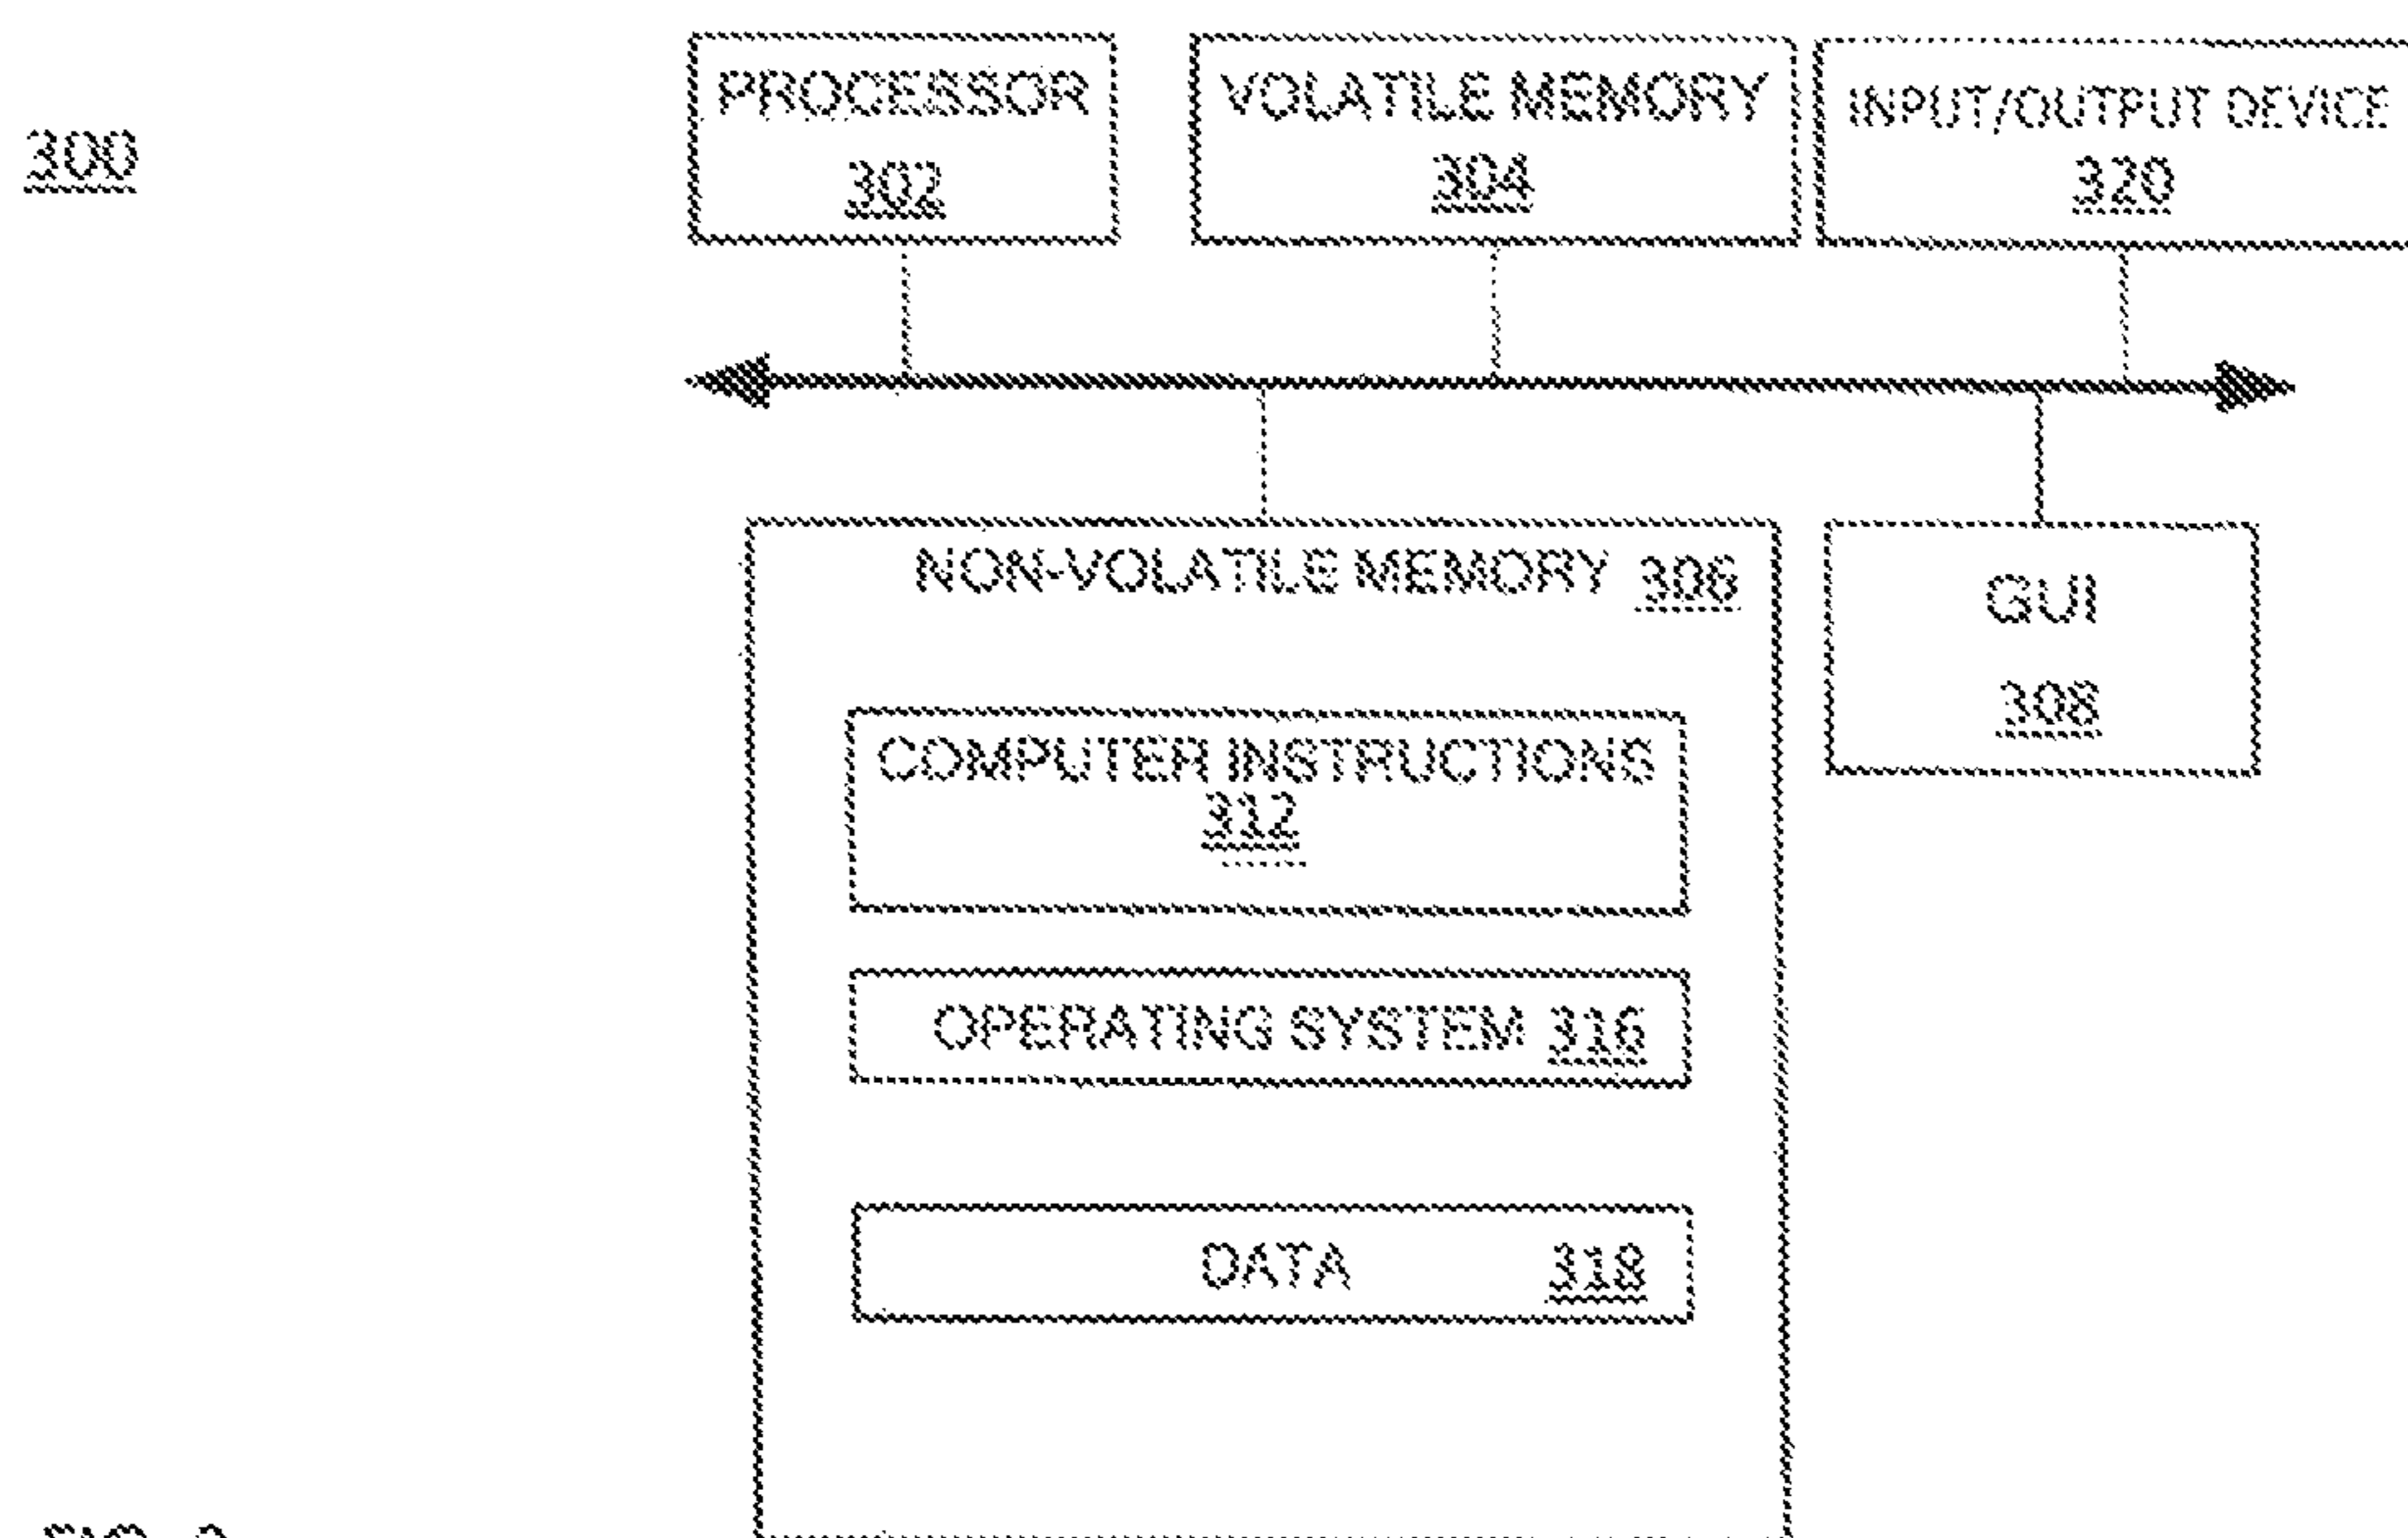 300
PROCESSOR
302
VOLATILE MEMORY
304
INPUT/OUTPUT DEVICE
320
NON-VOLATILE MEMORY 306
GUI
308
COMPUTER INSTRUCTIONS
312
OPERATING SYSTEM 316
DATA 318